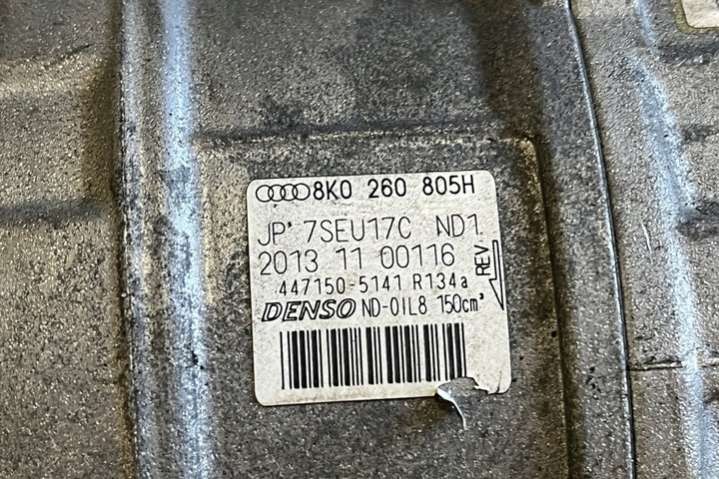 8K0 260 805H
JP' 7SEU17C ND1.
2013 11 00116
REV
447150-5141 R134a
DENSO ND-OIL8 150cm³